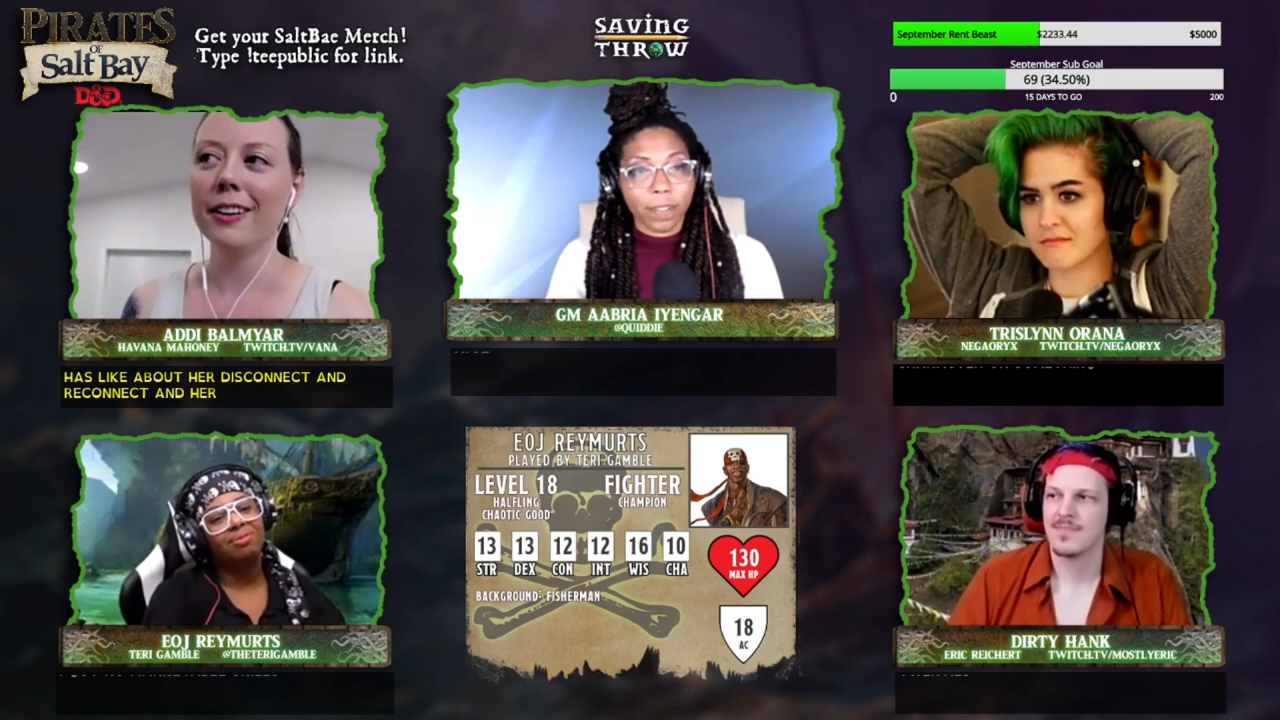 PIRATES
OF
Salt Bay
D&D
Get your SaltBae Merch!
Type !teepublic for link.
SAVING
THROW
September Rent Beast $2233.44 $5000
September Sub Goal
69 (34.50%)
0 15 DAYS TO GO 200
ADDI BALMYAR
HAVANA MAHONEY TWITCH.TV/VANA
HAS LIKE ABOUT HER DISCONNECT AND
RECONNECT AND HER
GM AABRIA IYENGAR
@QUIDDIE
TRISLYNN ORANA
NEGAORYX TWITCH.TV/NEGAORYX
EOJ REYMURTS
TERI GAMBLE @THETERIGAMBLE
EOJ REYMURTS
PLAYED BY TERI GAMBLE
LEVEL 18 FIGHTER
HALFLING CHAMPION
CHAOTIC GOOD
13 13 12 12 16 10
STR DEX CON INT WIS CHA
BACKGROUND: FISHERMAN
130
MAX HP
18
AC
DIRTY HANK
ERIC REICHERT TWITCH.TV/MOSTLYERIC